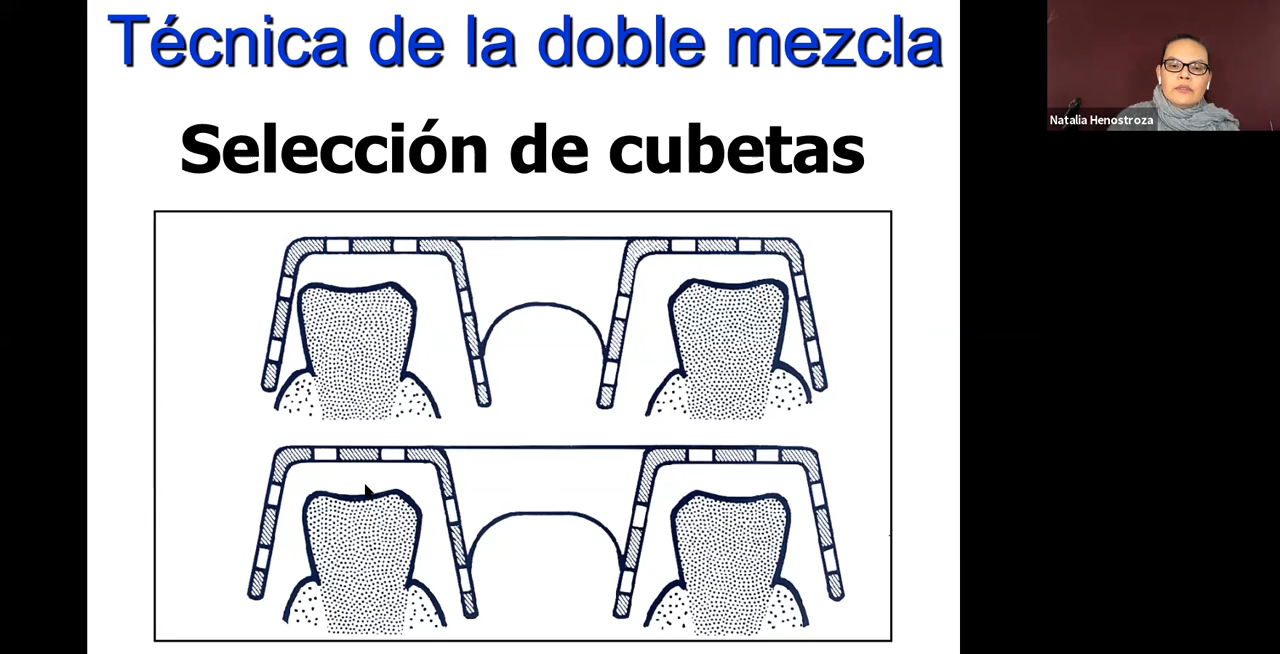 Técnica de la doble mezcla
Selección de cubetas
Natalia Henostroza